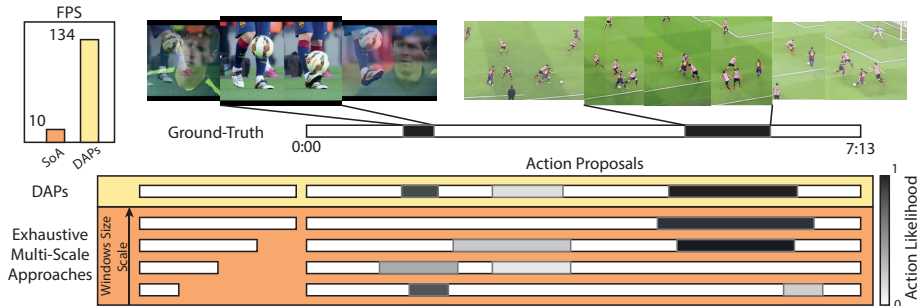 FPS
134
10
SoA
DAPs
Ground-Truth
0:00
7:13
Action Proposals
DAPs
Exhaustive
Multi-Scale
Approaches
Windows Size
Scale
1
0
Action Likelihood